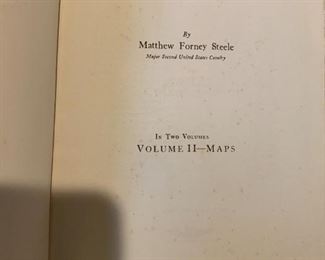 By
Matthew Forney Steele
Major Second United States Cavalry
In Two Volumes
Volume II—Maps